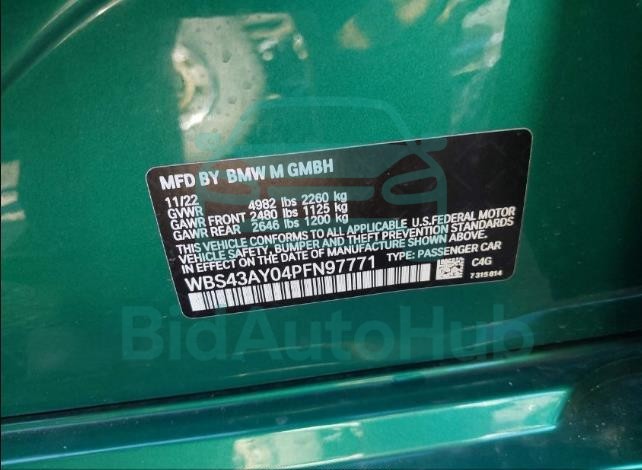 MFD BY BMW M GMBH
11/22
GVWR 4982 lbs 2260 kg
GAWR FRONT 2480 lbs 1125 kg
GAWR REAR 2646 lbs 1200 kg
THIS VEHICLE CONFORMS TO ALL APPLICABLE U.S.FEDERAL MOTOR
VEHICLE SAFETY, BUMPER AND THEFT PREVENTION STANDARDS
IN EFFECT ON THE DATE OF MANUFACTURE SHOWN ABOVE.
WBS43AY04PFN97771 TYPE: PASSENGER CAR
C4G
7 315 014
BidAutoHub